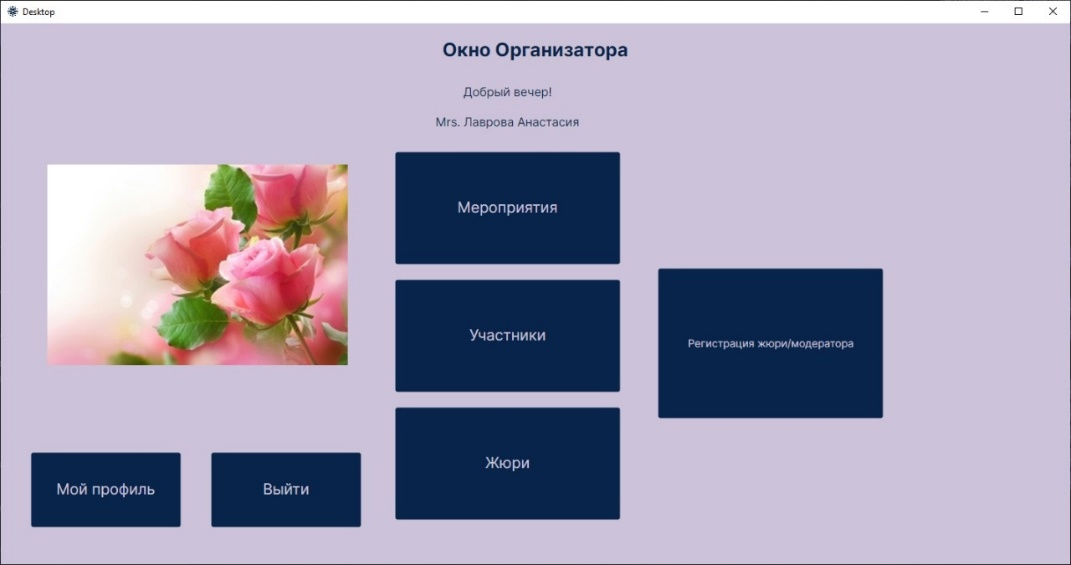 Desktop
Окно Организатора
Добрый вечер!
Mrs. Лаврова Анастасия
Мероприятия
Участники
Регистрация жюри/модератора
Жюри
Мой профиль
Выйти